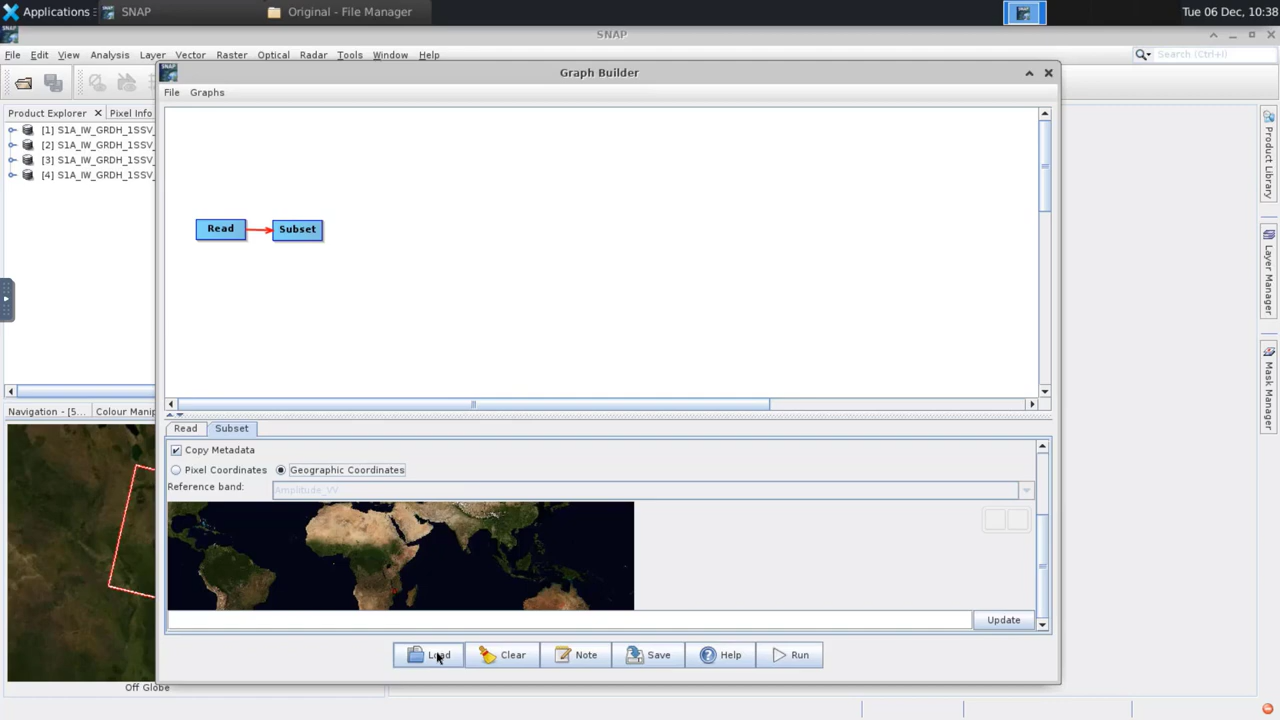 Applications
SNAP
Original - File Manager
Tue 06 Dec, 10:38
SNAP
File Edit View Analysis Layer Vector Raster Optical Radar Tools Window Help
Search (Ctrl+I)
Graph Builder
File Graphs
Product Explorer
Pixel Info
[1] S1A_IW_GRDH_1SSV_
[2] S1A_IW_GRDH_1SSV_
[3] S1A_IW_GRDH_1SSV_
[4] S1A_IW_GRDH_1SSV_
Read
Subset
Product Library
Layer Manager
Mask Manager
Navigation - [5...
Colour Manip
Read
Subset
Copy Metadata
Pixel Coordinates
Geographic Coordinates
Reference band:
Amplitude_VV
Update
Load
Clear
Note
Save
Help
Run
Off Globe